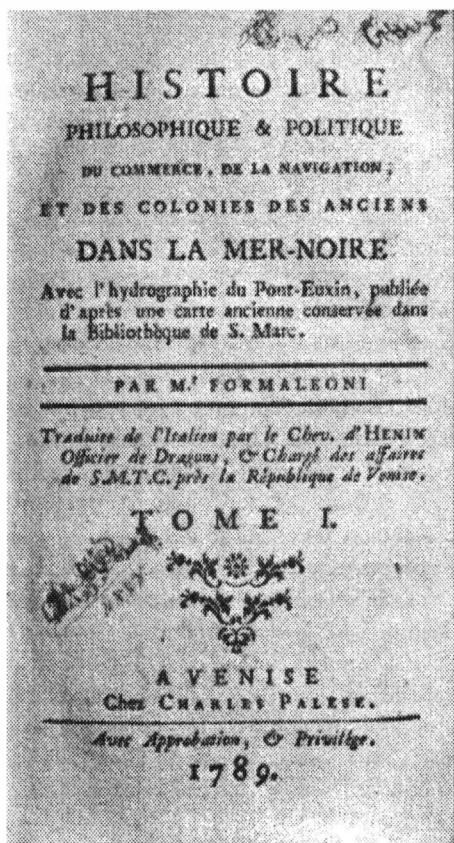 HISTOIRE
PHILOSOPHIQUE & POLITIQUE
DU COMMERCE, DE LA NAVIGATION,
ET DES COLONIES DES ANCIENS
DANS LA MER-NOIRE
Avec l'hydrographie du Pont-Euxin, publiée
d'après une carte ancienne conservée dans
la Bibliothèque de S. Marc.
PAR M.r FORMALEONI
Traduite de l'Italien par le Chev. d'HENIN
Officier de Dragons, & Chargé des affaires
de S.M.T.C. près la République de Venise.
TOME I.
A VENISE
Chez CHARLES PALESE.
Avec Approbation, & Privilège.
1789.